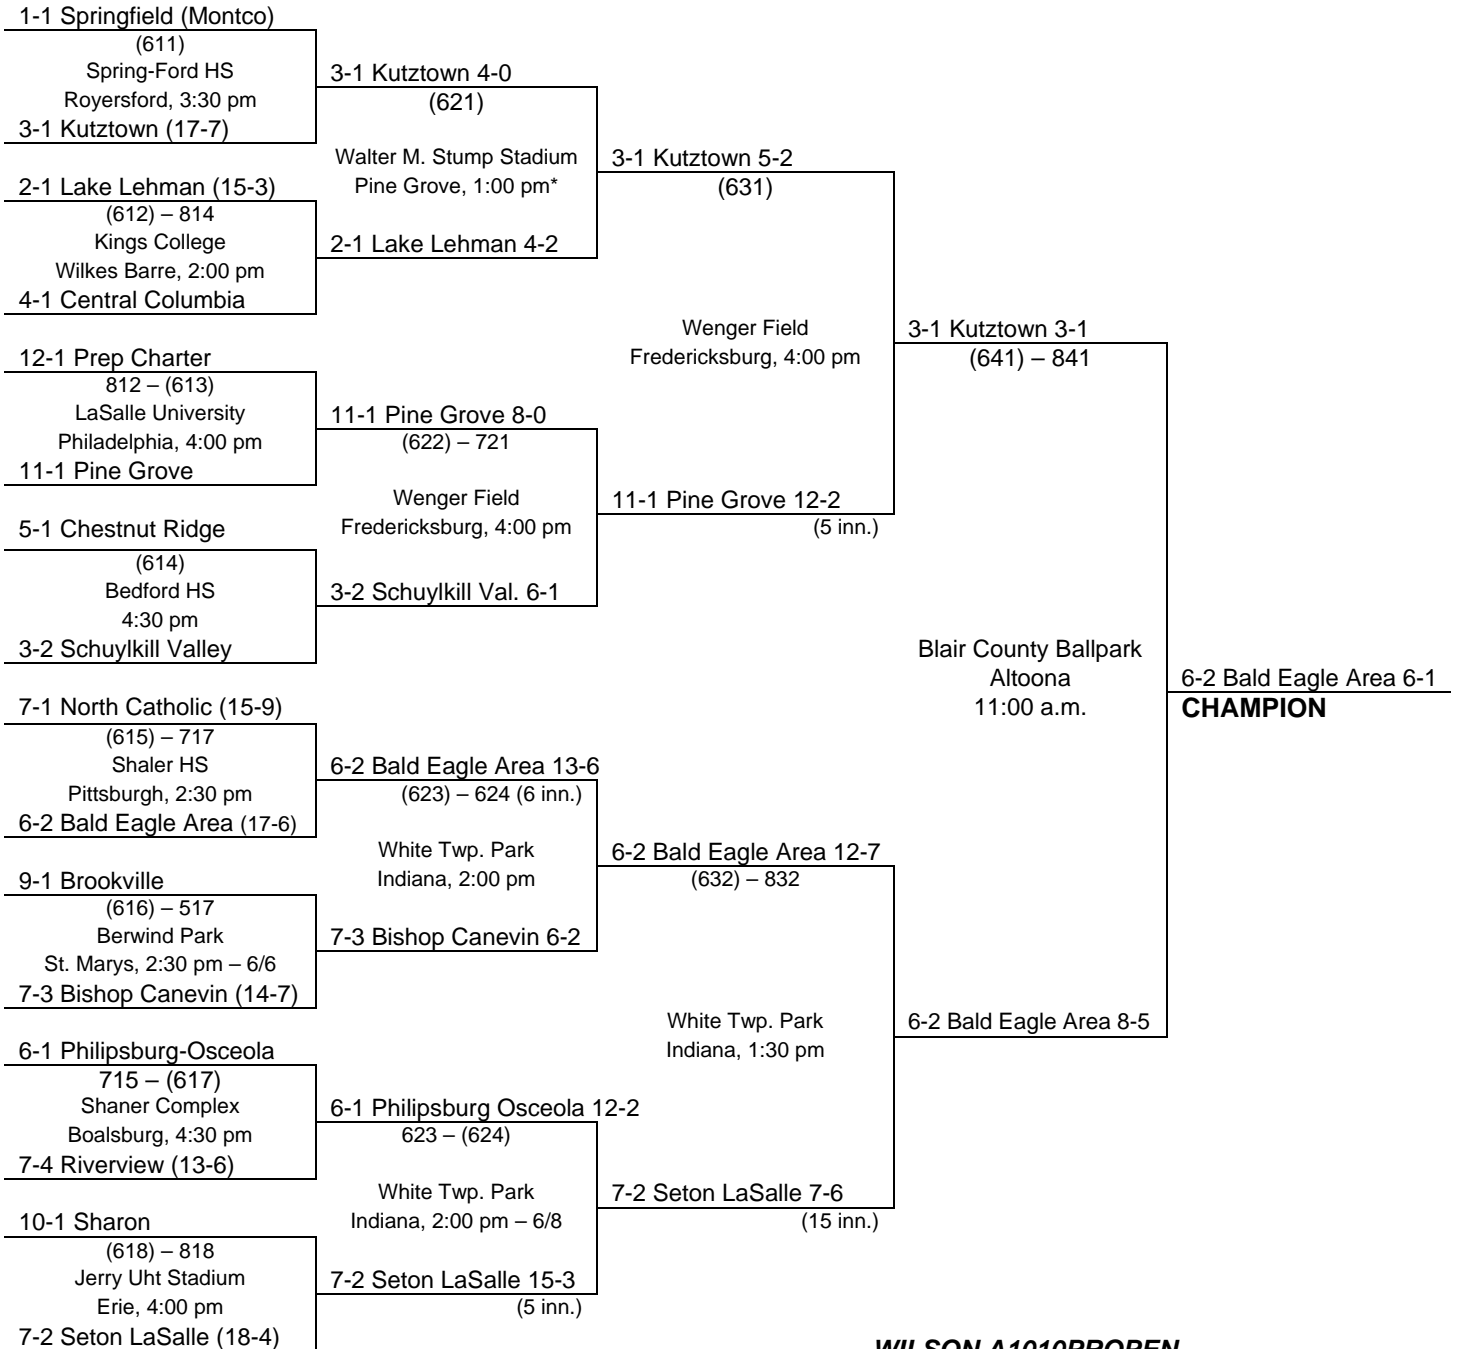 1-1 Springfield (Montco)
(611)
Spring-Ford HS
Royersford, 3:30 pm
3-1 Kutztown (17-7)
2-1 Lake Lehman (15-3)
(612) – 814
Kings College
Wilkes Barre, 2:00 pm
4-1 Central Columbia
12-1 Prep Charter
812 – (613)
LaSalle University
Philadelphia, 4:00 pm
11-1 Pine Grove
5-1 Chestnut Ridge
(614)
Bedford HS
4:30 pm
3-2 Schuylkill Valley
7-1 North Catholic (15-9)
(615) – 717
Shaler HS
Pittsburgh, 2:30 pm
6-2 Bald Eagle Area (17-6)
9-1 Brookville
(616) – 517
Berwind Park
St. Marys, 2:30 pm – 6/6
7-3 Bishop Canevin (14-7)
6-1 Philipsburg-Osceola
715 – (617)
Shaner Complex
Boalsburg, 4:30 pm
7-4 Riverview (13-6)
10-1 Sharon
(618) – 818
Jerry Uht Stadium
Erie, 4:00 pm
7-2 Seton LaSalle (18-4)
3-1 Kutztown 4-0
(621)
Walter M. Stump Stadium
Pine Grove, 1:00 pm*
2-1 Lake Lehman 4-2
11-1 Pine Grove 8-0
(622) – 721
Wenger Field
Fredericksburg, 4:00 pm
3-2 Schuylkill Val. 6-1
6-2 Bald Eagle Area 13-6
(623) – 624 (6 inn.)
White Twp. Park
Indiana, 2:00 pm
7-3 Bishop Canevin 6-2
6-1 Philipsburg Osceola 12-2
623 – (624)
White Twp. Park
Indiana, 2:00 pm – 6/8
7-2 Seton LaSalle 15-3
(5 inn.)
3-1 Kutztown 5-2
(631)
Wenger Field
Fredericksburg, 4:00 pm
11-1 Pine Grove 12-2
(5 inn.)
6-2 Bald Eagle Area 12-7
(632) – 832
White Twp. Park
Indiana, 1:30 pm
7-2 Seton LaSalle 7-6
(15 inn.)
3-1 Kutztown 3-1
(641) – 841
Blair County Ballpark
Altoona
11:00 a.m.
6-2 Bald Eagle Area 8-5
6-2 Bald Eagle Area 6-1
CHAMPION
WILSON A1010PROPEN